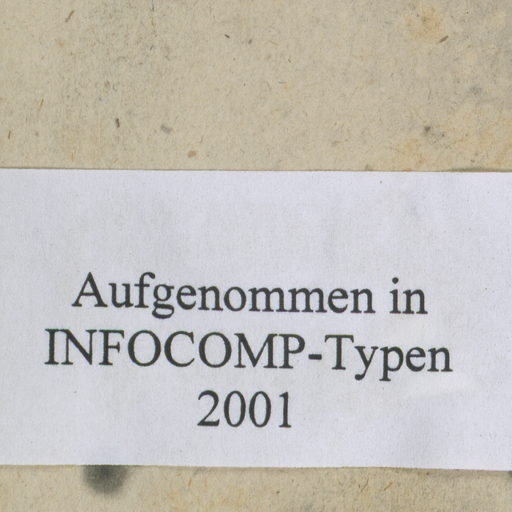 Aufgenommen in
INFOCOMP-Typen
2001